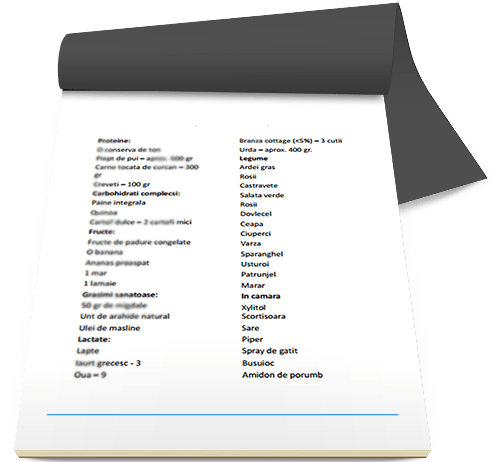 Proteine:
O conserva de ton
Piept de pui = aprox. 600 gr
Carne tocata de curcan = 300
gr
Creveti = 100 gr
Carbohidrati complecsi:
Paine integrala
Quinoa
Cartof dulce = 2 cartofi mici
Fructe:
Fructe de padure congelate
O banana
Ananas proaspat
1 mar
1 lamaie
Grasimi sanatoase:
50 gr de migdale
Unt de arahide natural
Ulei de masline
Lactate:
Lapte
Iaurt grecesc - 3
Oua = 9
Branza cottage (<5%) = 3 cutii
Urda = aprox. 400 gr.
Legume
Ardei gras
Rosii
Castravete
Salata verde
Rosii
Dovlecel
Ceapa
Ciuperci
Varza
Sparanghel
Usturoi
Patrunjel
Marar
In camara
Xylitol
Scortisoara
Sare
Piper
Spray de gatit
Busuioc
Amidon de porumb